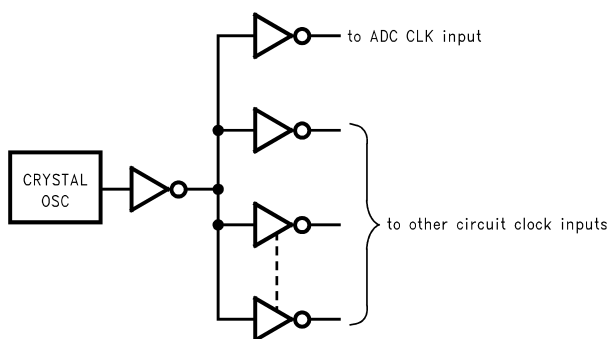 to ADC CLK input
CRYSTAL
OSC
to other circuit clock inputs